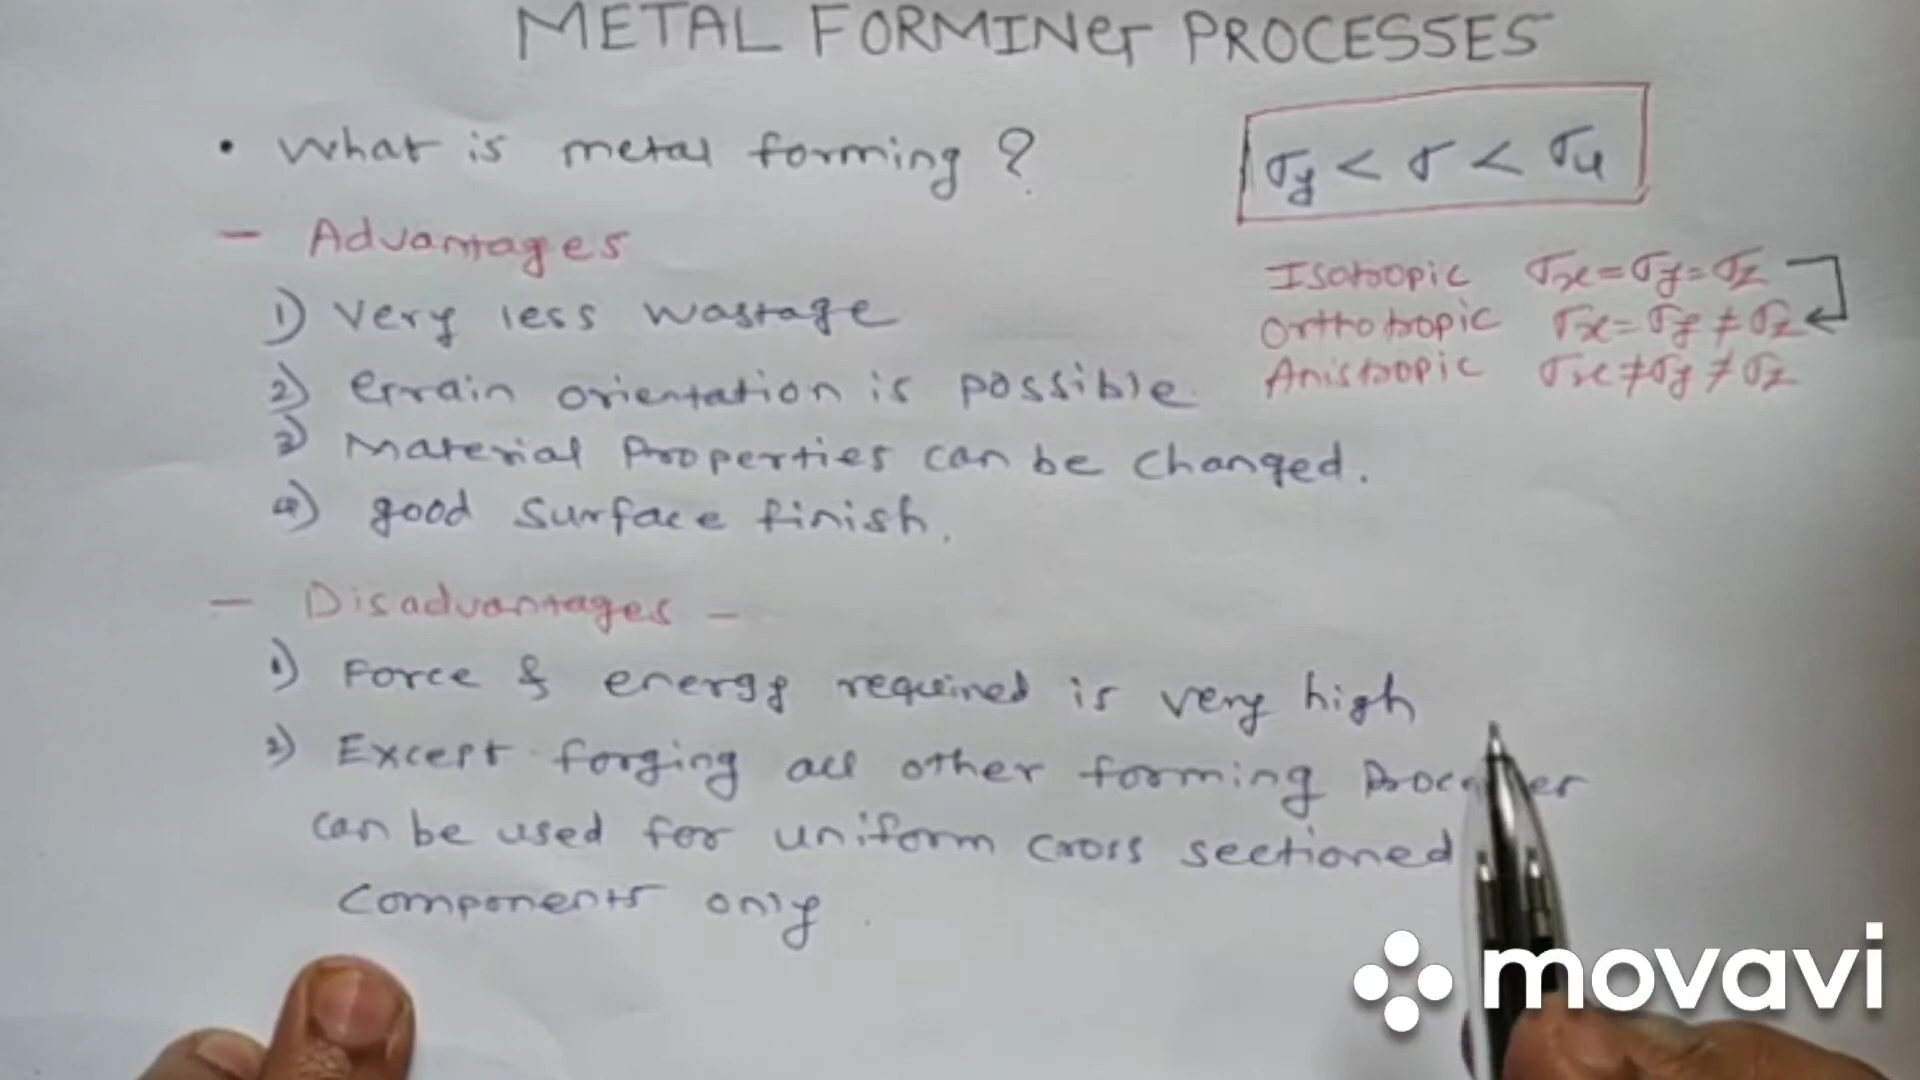 METAL FORMING PROCESSES
• What is metal forming ?
σy < σ < σu
– Advantages
1) Very less wastage
2) Grain orientation is possible.
3) Material Properties can be changed.
4) good surface finish.
Isotropic σx = σy = σz
Orthotropic σx = σy ≠ σz
Anistropic σx ≠ σy ≠ σz
– Disadvantages –
1) Force & energy required is very high
2) Except forging all other forming
can be used for uniform cross sectioned
components only.
movavi